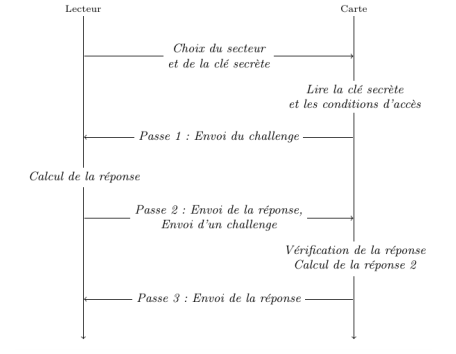 Lecteur
Carte
Choix du secteur
et de la clé secrète
Lire la clé secrète
et les conditions d'accès
Passe 1 : Envoi du challenge
Calcul de la réponse
Passe 2 : Envoi de la réponse,
Envoi d'un challenge
Vérification de la réponse
Calcul de la réponse 2
Passe 3 : Envoi de la réponse